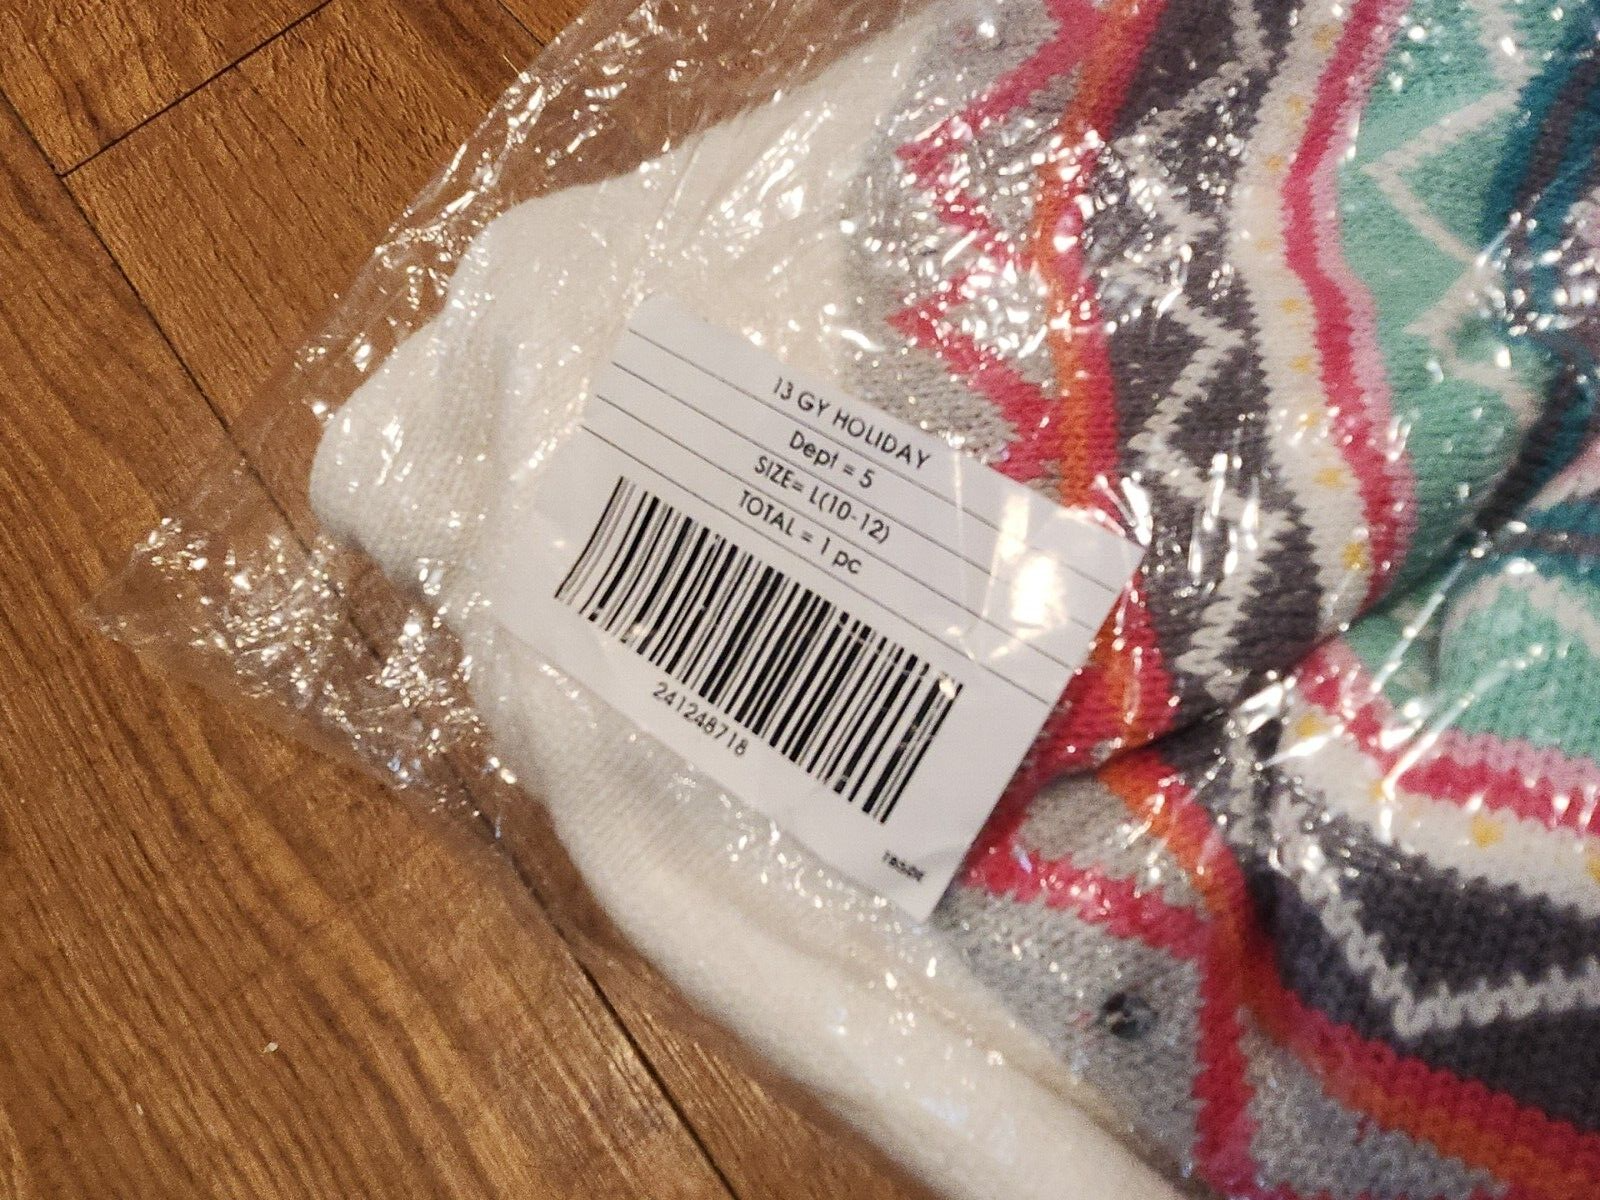 13 GY HOLIDAY
Dept = 5
SIZE= L(10-12)
TOTAL = 1 pc
241248718